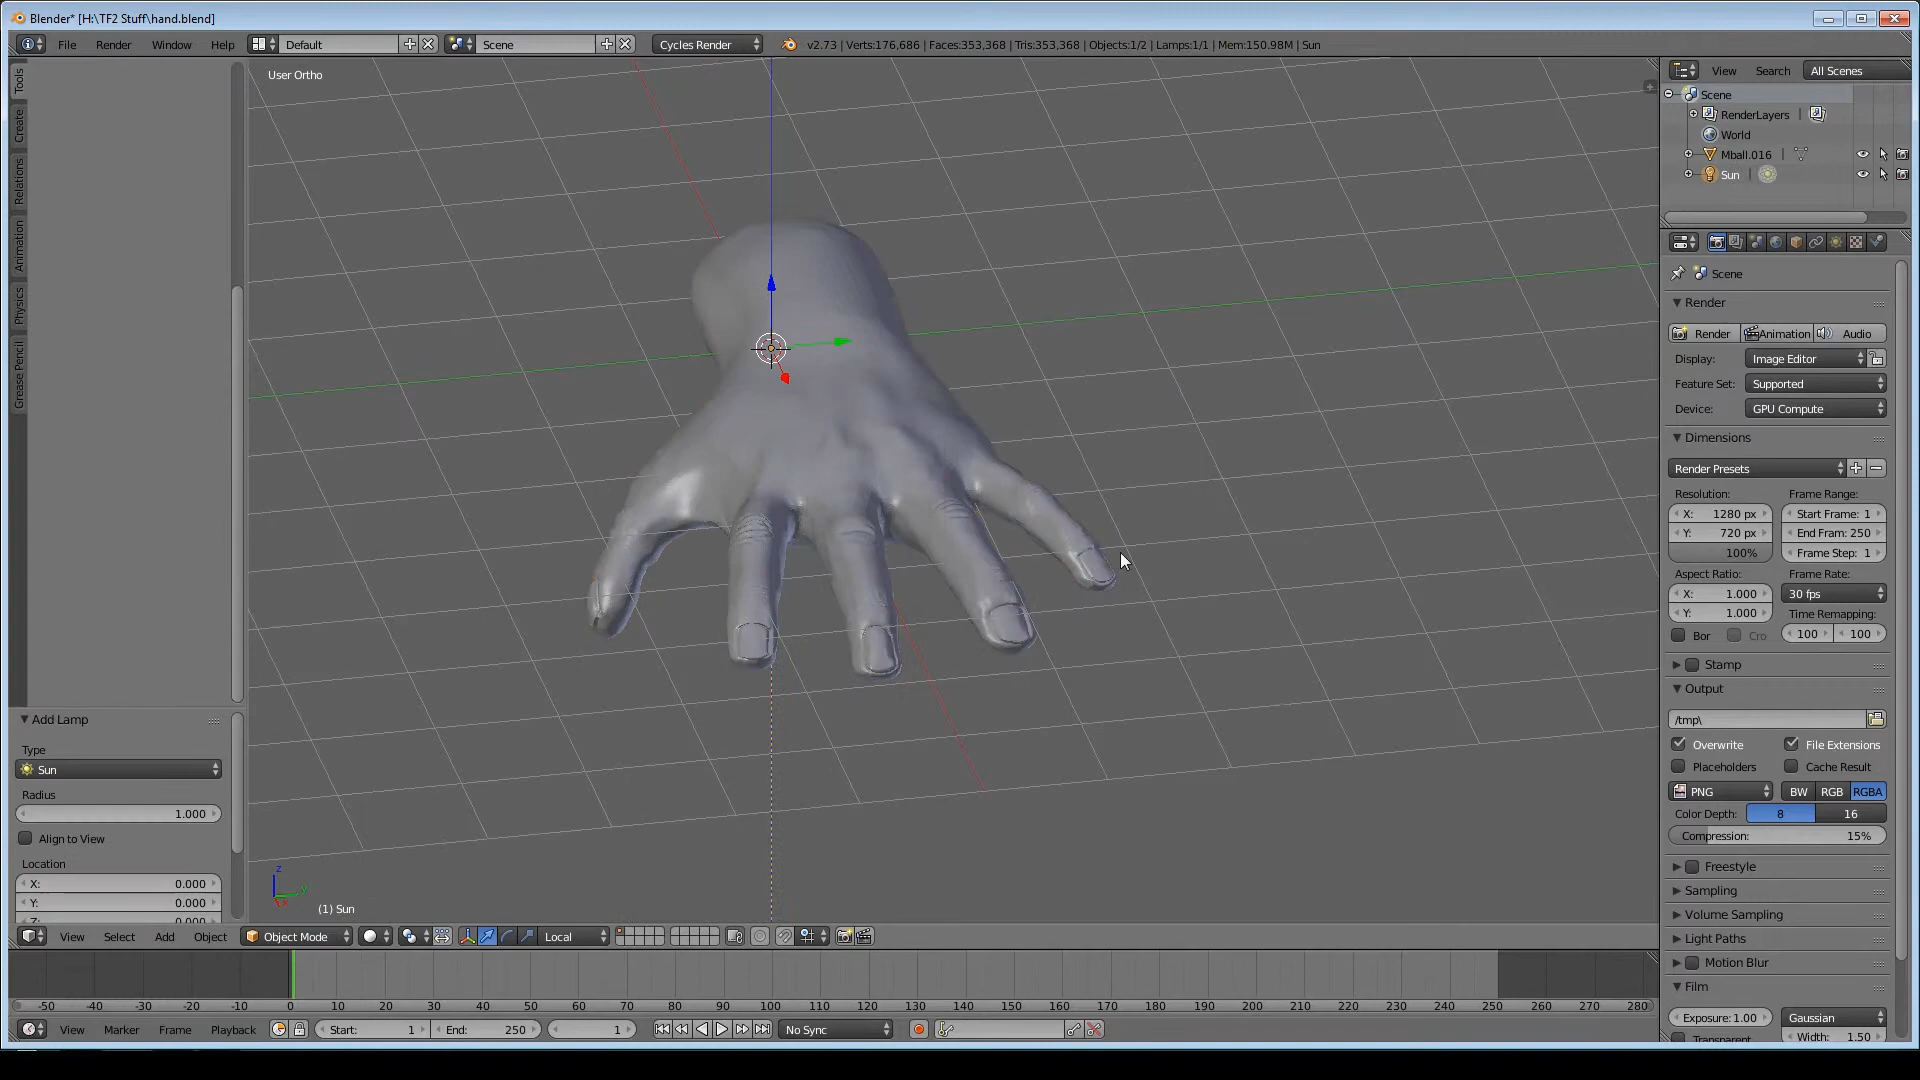 Blender* [H:\TF2 Stuff\hand.blend]
File Render Window Help Default Scene Cycles Render v2.73 | Verts:176,686 | Faces:353,368 | Tris:353,368 | Objects:1/2 | Lamps:1/1 | Mem:150.98M | Sun
User Ortho
Tools
Create
Relations
Animation
Physics
Grease Pencil
Add Lamp
Type
Sun
Radius
1.000
Align to View
Location
X: 0.000
Y: 0.000
Z: 0.000
z
y
x
(1) Sun
View Select Add Object Object Mode Local
-50 -40 -30 -20 -10 0 10 20 30 40 50 60 70 80 90 100 110 120 130 140 150 160 170 180 190 200 210 220 230 240 250 260 270 280
View Marker Frame Playback Start: 1 End: 250 1 No Sync
View Search All Scenes
Scene
RenderLayers
World
Mball.016
Sun
Scene
Render
Render Animation Audio
Display: Image Editor
Feature Set: Supported
Device: GPU Compute
Dimensions
Render Presets
Resolution: Frame Range:
X: 1280 px Start Frame: 1
Y: 720 px End Fram: 250
100% Frame Step: 1
Aspect Ratio: Frame Rate:
X: 1.000 30 fps
Y: 1.000 Time Remapping:
Bor Cro 100 100
Stamp
Output
/tmp\
Overwrite File Extensions
Placeholders Cache Result
PNG BW RGB RGBA
Color Depth: 8 16
Compression: 15%
Freestyle
Sampling
Volume Sampling
Light Paths
Motion Blur
Film
Exposure: 1.00 Gaussian
Transparent Width: 1.50